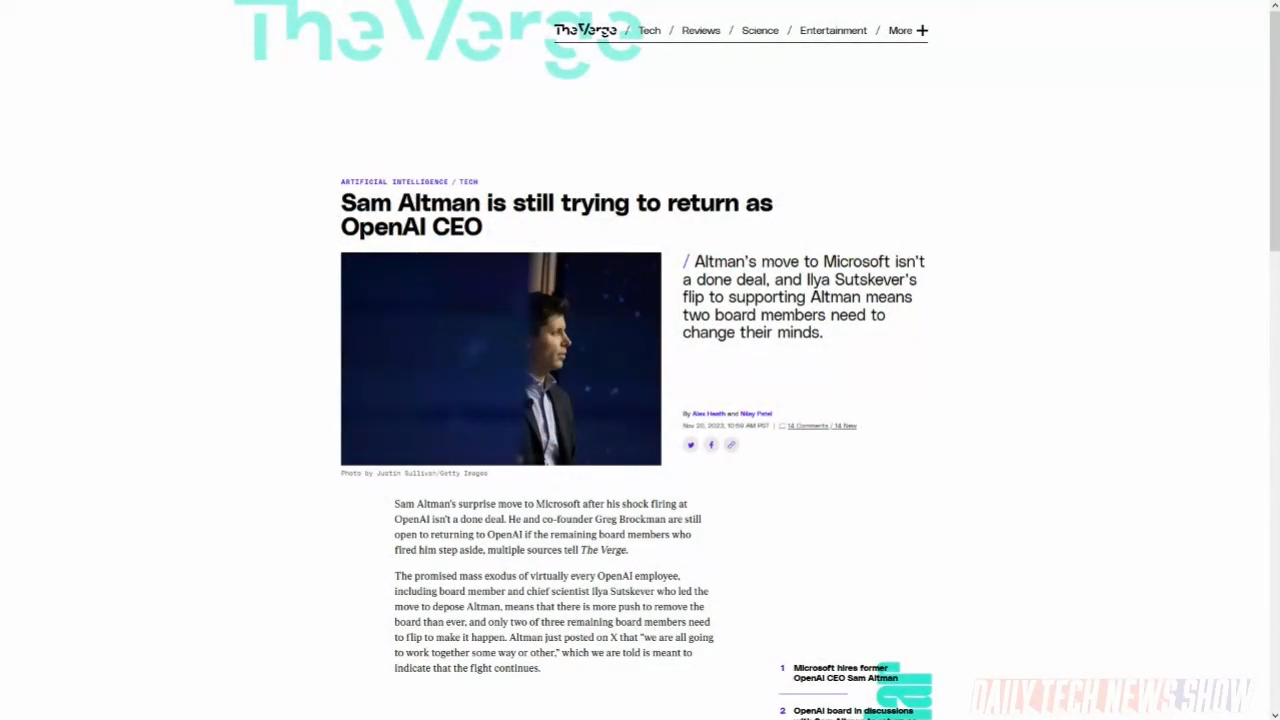 The Verge
The Verge / Tech / Reviews / Science / Entertainment / More +
ARTIFICIAL INTELLIGENCE / TECH
Sam Altman is still trying to return as
OpenAI CEO
/ Altman's move to Microsoft isn't
a done deal, and Ilya Sutskever's
flip to supporting Altman means
two board members need to
change their minds.
By Alex Heath and Nilay Patel
Nov 20, 2023, 10:59 AM PST | 14 Comments / 14 New
Photo by Justin Sullivan/Getty Images
Sam Altman's surprise move to Microsoft after his shock firing at
OpenAI isn't a done deal. He and co-founder Greg Brockman are still
open to returning to OpenAI if the remaining board members who
fired him step aside, multiple sources tell The Verge.
The promised mass exodus of virtually every OpenAI employee,
including board member and chief scientist Ilya Sutskever who led the
move to depose Altman, means that there is more push to remove the
board than ever, and only two of three remaining board members need
to flip to make it happen. Altman just posted on X that "we are all going
to work together some way or other," which we are told is meant to
indicate that the fight continues.
1 Microsoft hires former
OpenAI CEO Sam Altman
2 OpenAI board in discussions
DAILY TECH NEWS SHOW